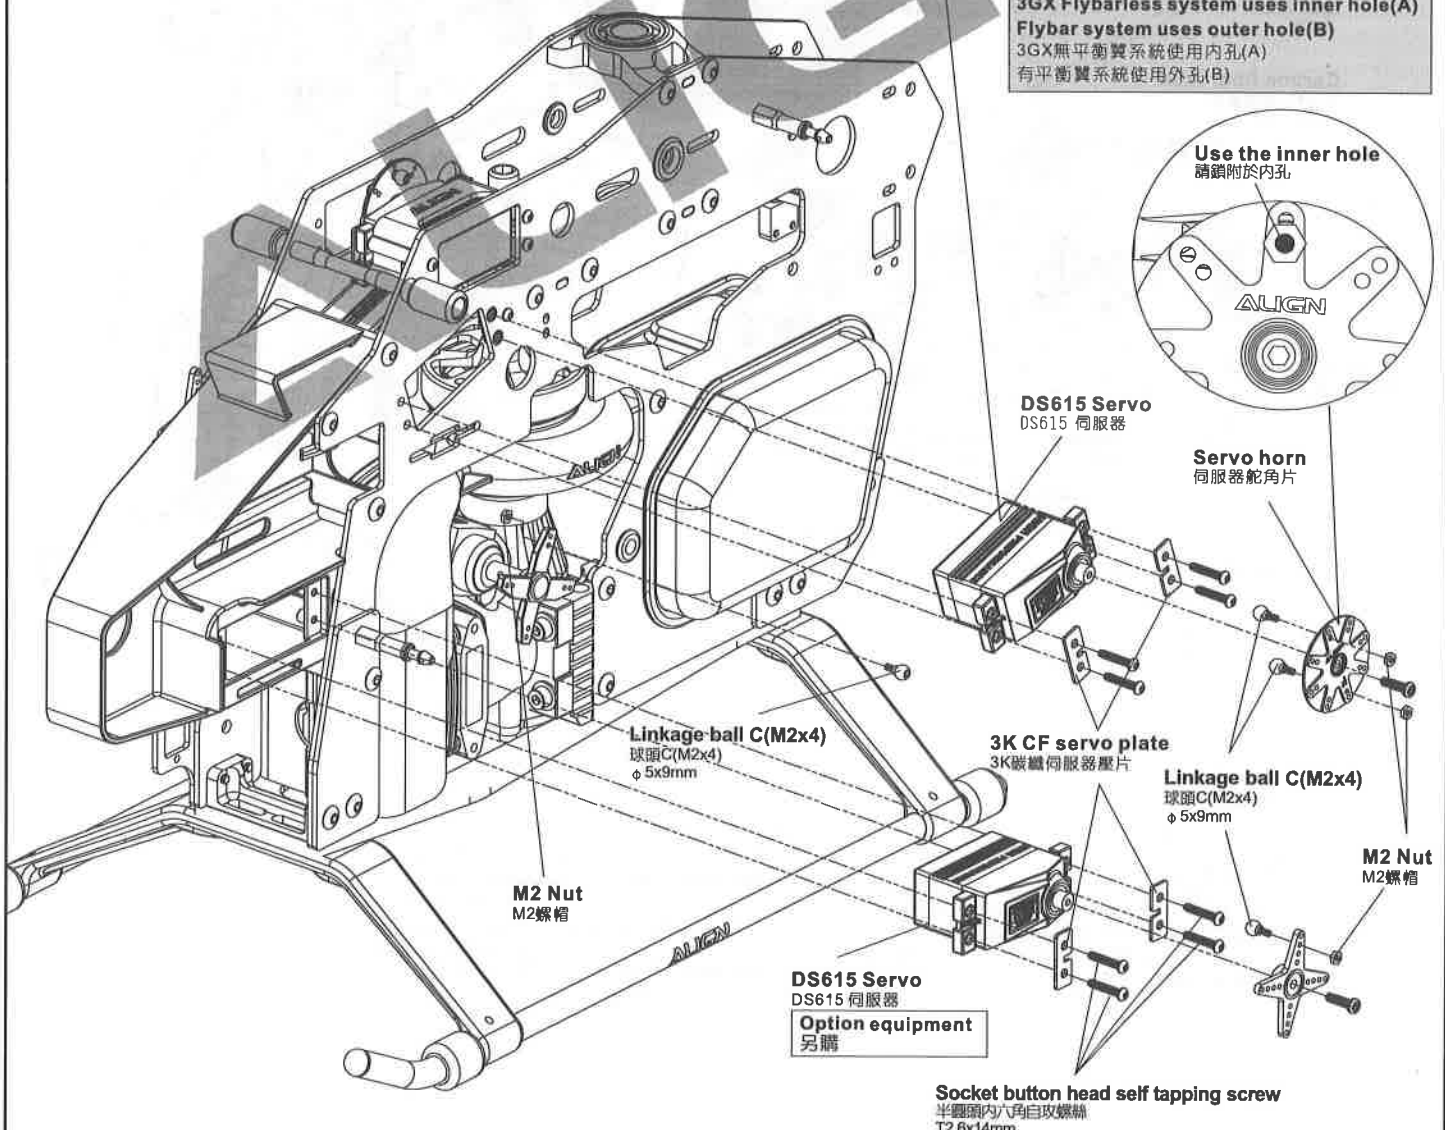 3GX Flybarless system uses inner hole(A)
Flybar system uses outer hole(B)
3GX無平衡翼系統使用內孔(A)
有平衡翼系統使用外孔(B)
ALIGN
Use the inner hole
請鎖附於內孔
ALIGN
DS615 Servo
DS615 伺服器
Servo horn
伺服器舵角片
ALIGN
Linkage ball C(M2x4)
球頭C(M2x4)
φ 5x9mm
3K CF servo plate
3K碳纖伺服器壓片
Linkage ball C(M2x4)
球頭C(M2x4)
φ 5x9mm
M2 Nut
M2螺帽
M2 Nut
M2螺帽
ALIGN
DS615 Servo
DS615 伺服器
Option equipment
另購
Socket button head self tapping screw
半圓頭內六角自攻螺絲
T2.6x14mm